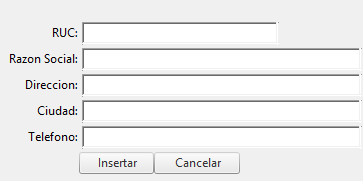 RUC:
Razon Social:
Direccion:
Ciudad:
Telefono:
Insertar Cancelar